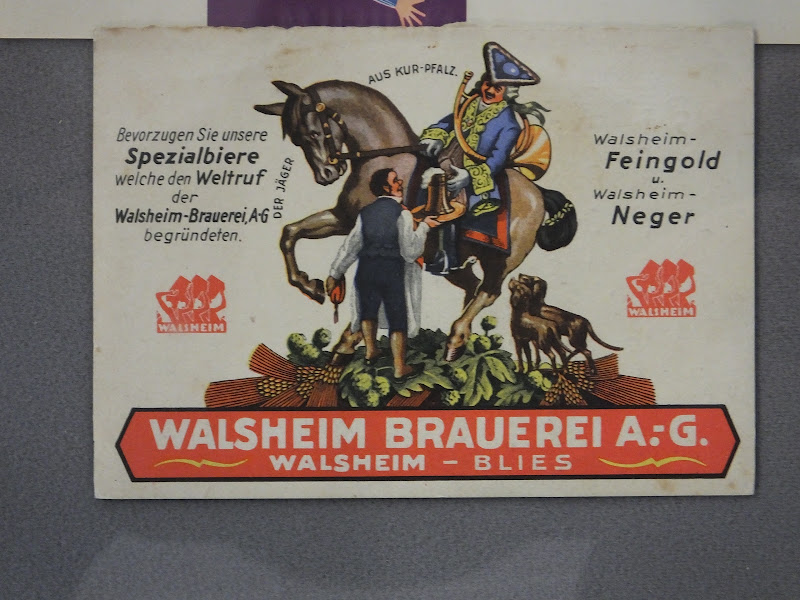 AUS KUR-PFALZ.
DER JÄGER
Bevorzugen Sie unsere
Spezialbiere
welche den Weltruf
der
Walsheim-Brauerei, A-G
begründeten.
Walsheim-
Feingold
u.
Walsheim-
Neger
WALSHEIM
WALSHEIM
WALSHEIM BRAUEREI A.-G.
WALSHEIM – BLIES